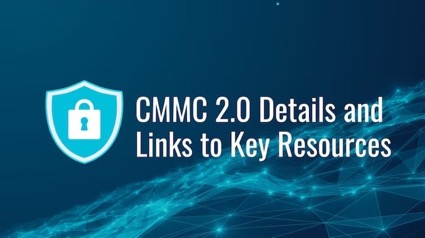 CMMC 2.0 Details and
Links to Key Resources